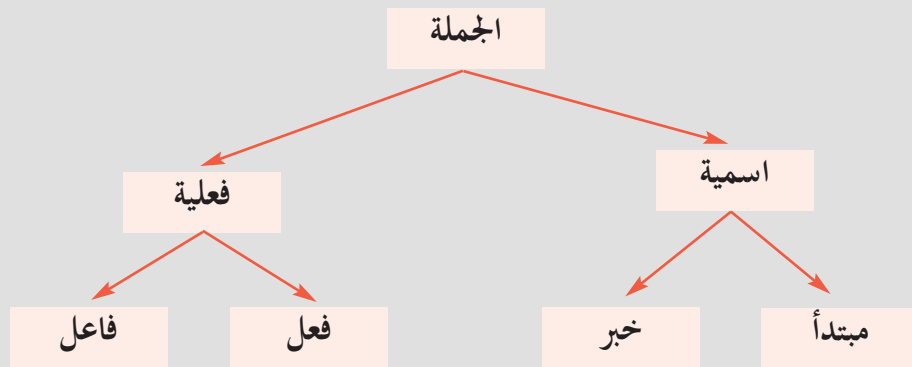 الجملة
اسمية
فعلية
مبتدأ
خبر
فعل
فاعل